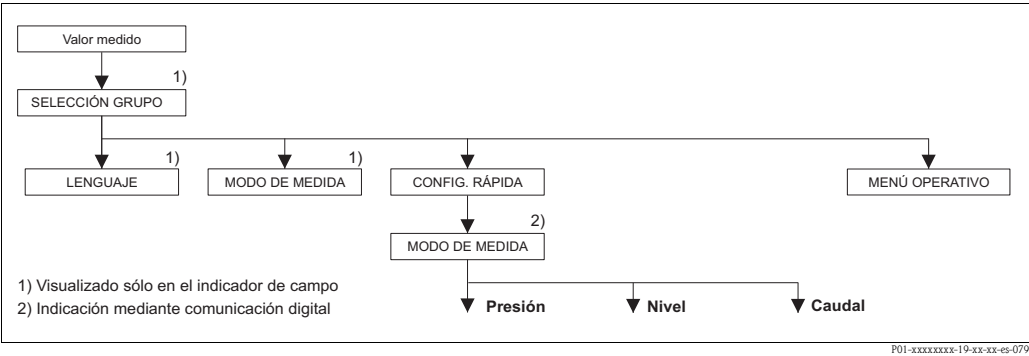 Valor medido
1)
SELECCIÓN GRUPO
1)
1)
LENGUAJE
MODO DE MEDIDA
CONFIG. RÁPIDA
MENÚ OPERATIVO
2)
MODO DE MEDIDA
1) Visualizado sólo en el indicador de campo
2) Indicación mediante comunicación digital
Presión
Nivel
Caudal
P01-xxxxxxxx-19-xx-xx-es-079